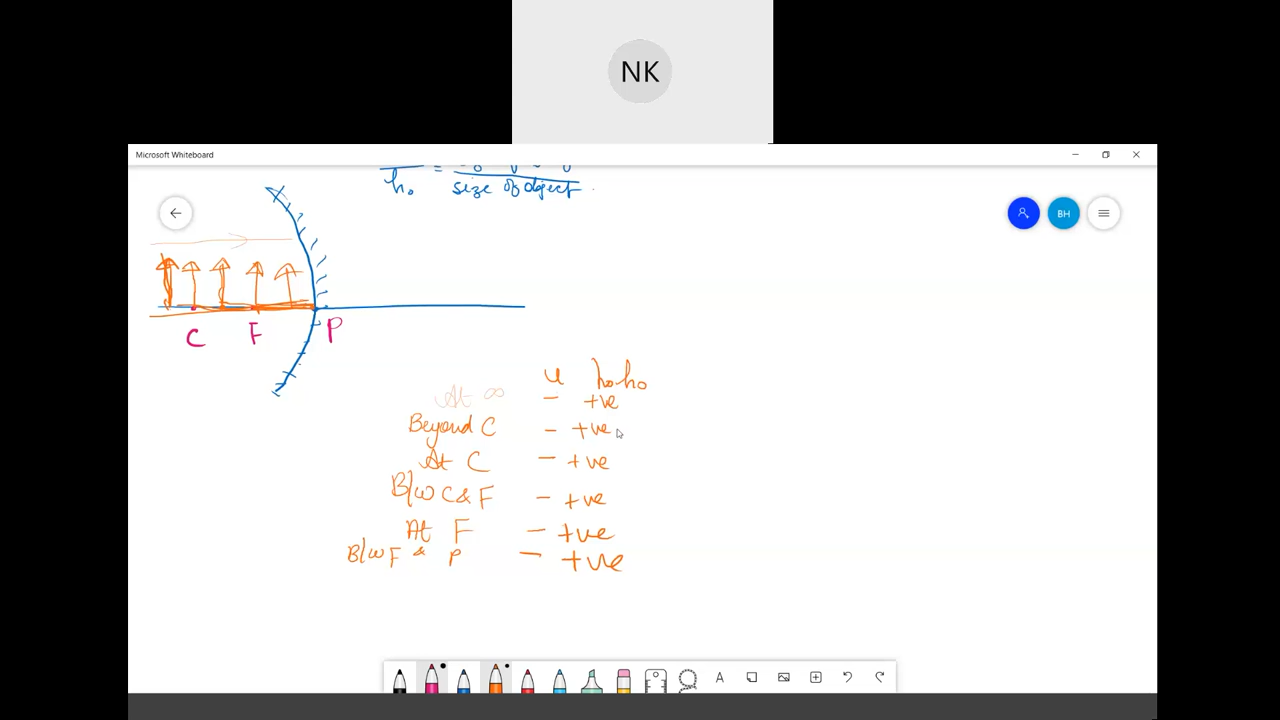 NK
Microsoft Whiteboard
h₀ = size of object
BH
C F P
u h₀ h₀
At ∞ − +ve
Beyond C − +ve
At C − +ve
B/w C & F − +ve
At F − +ve
B/w F & P − +ve
A